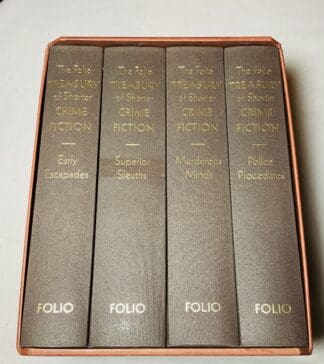 The Folio
TREASURY
of Shorter
CRIME
FICTION
Early
Escapades
FOLIO
The Folio
TREASURY
of Shorter
CRIME
FICTION
Superior
Sleuths
FOLIO
The Folio
TREASURY
of Shorter
CRIME
FICTION
Murderous
Minds
FOLIO
The Folio
TREASURY
of Shorter
CRIME
FICTION
Police
Procedures
FOLIO